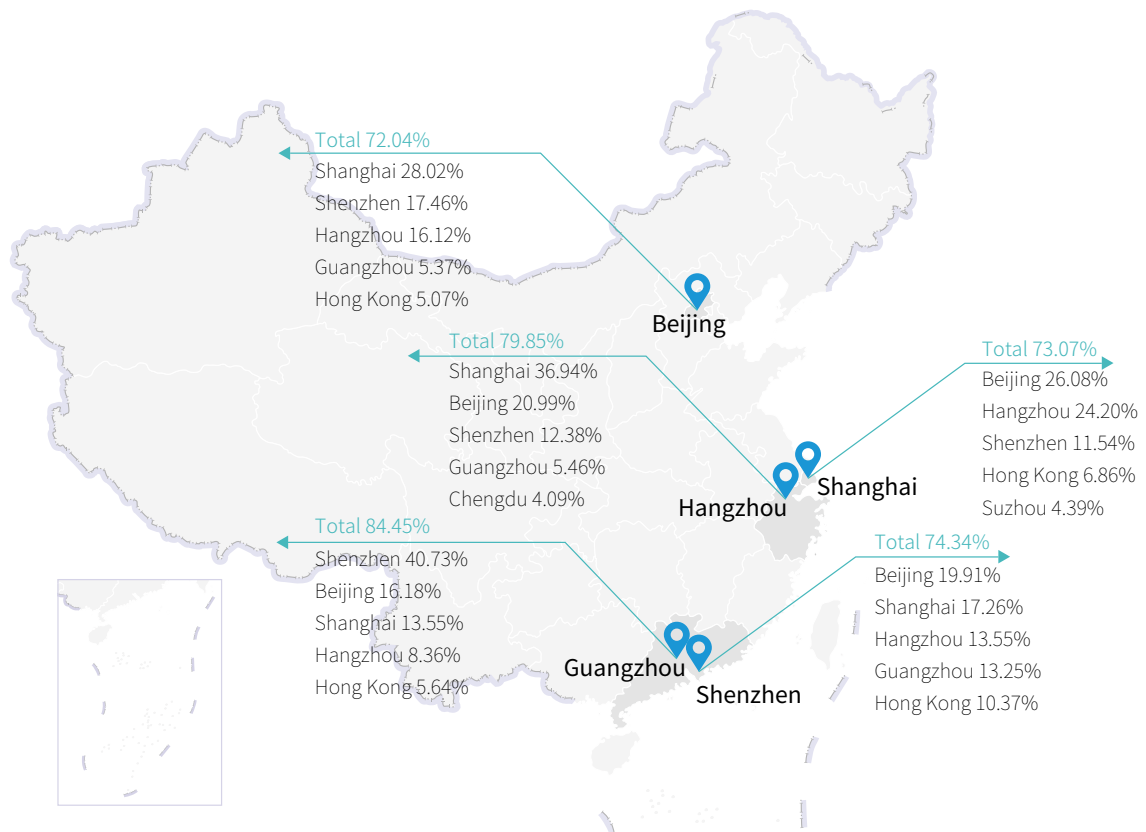 Total 72.04%
Shanghai 28.02%
Shenzhen 17.46%
Hangzhou 16.12%
Guangzhou 5.37%
Hong Kong 5.07%
Beijing
Total 79.85%
Shanghai 36.94%
Beijing 20.99%
Shenzhen 12.38%
Guangzhou 5.46%
Chengdu 4.09%
Hangzhou
Total 73.07%
Beijing 26.08%
Hangzhou 24.20%
Shenzhen 11.54%
Hong Kong 6.86%
Suzhou 4.39%
Shanghai
Total 84.45%
Shenzhen 40.73%
Beijing 16.18%
Shanghai 13.55%
Hangzhou 8.36%
Hong Kong 5.64%
Guangzhou
Total 74.34%
Beijing 19.91%
Shanghai 17.26%
Hangzhou 13.55%
Guangzhou 13.25%
Hong Kong 10.37%
Shenzhen